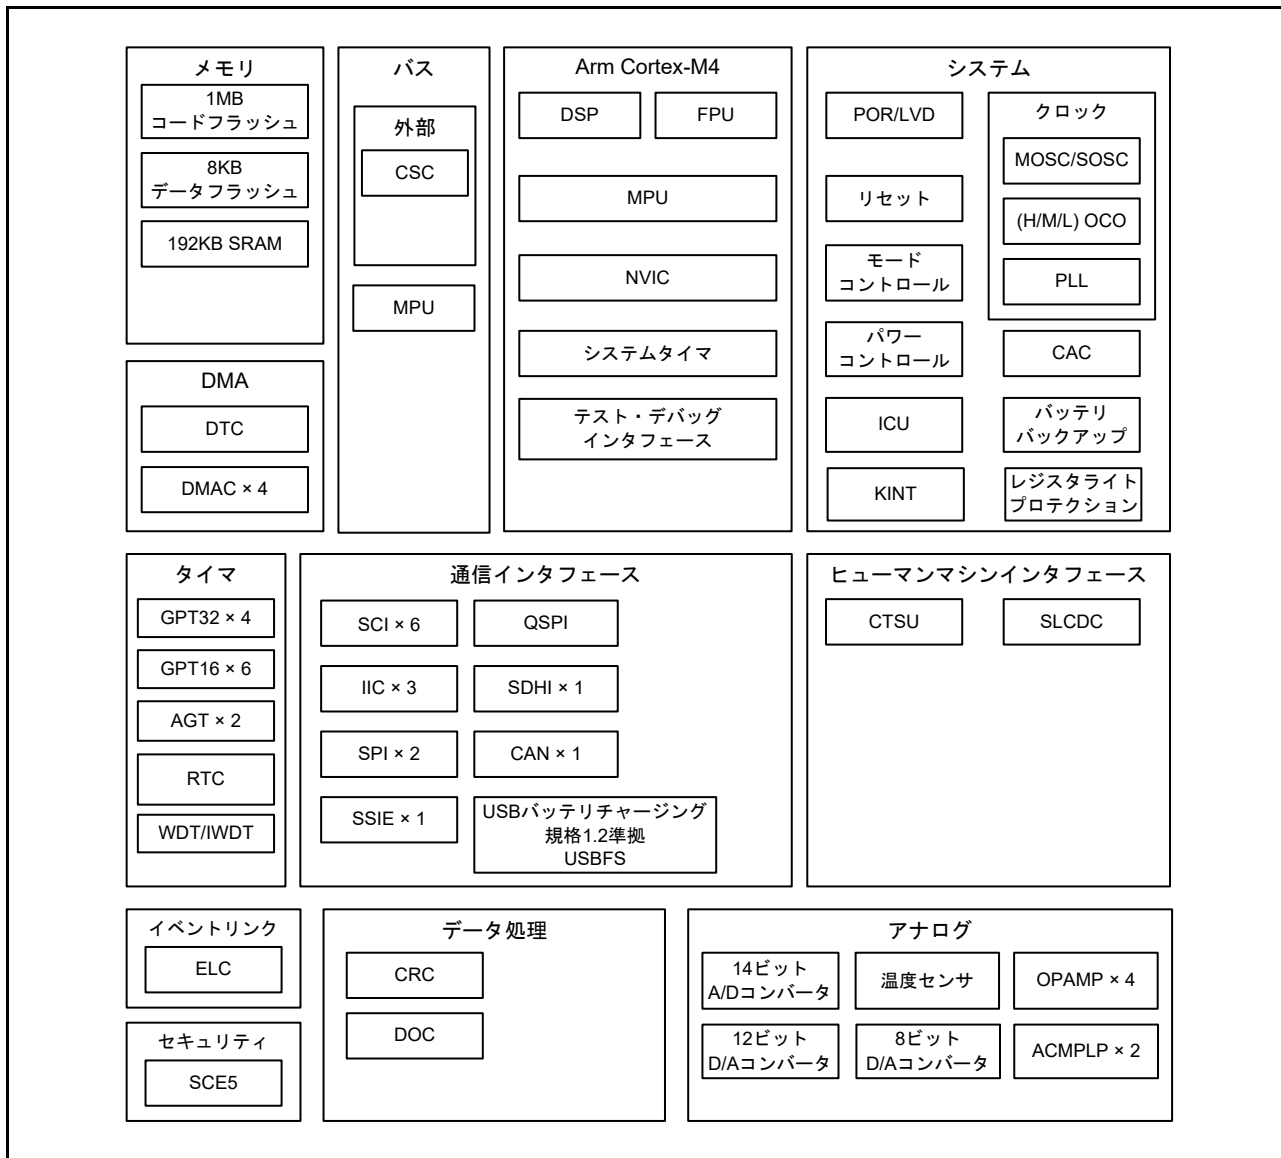 メモリ
1MB
コードフラッシュ
8KB
データフラッシュ
192KB SRAM
DMA
DTC
DMAC × 4
バス
外部
CSC
MPU
Arm Cortex-M4
DSP
FPU
MPU
NVIC
システムタイマ
テスト・デバッグ
インタフェース
システム
POR/LVD
リセット
モード
コントロール
パワー
コントロール
ICU
KINT
クロック
MOSC/SOSC
(H/M/L) OCO
PLL
CAC
バッテリ
バックアップ
レジスタライト
プロテクション
タイマ
GPT32 × 4
GPT16 × 6
AGT × 2
RTC
WDT/IWDT
通信インタフェース
SCI × 6
QSPI
IIC × 3
SDHI × 1
SPI × 2
CAN × 1
SSIE × 1
USBバッテリチャージング
規格1.2準拠
USBFS
ヒューマンマシンインタフェース
CTSU
SLCDC
イベントリンク
ELC
セキュリティ
SCE5
データ処理
CRC
DOC
アナログ
14ビット
A/Dコンバータ
温度センサ
OPAMP × 4
12ビット
D/Aコンバータ
8ビット
D/Aコンバータ
ACMPLP × 2